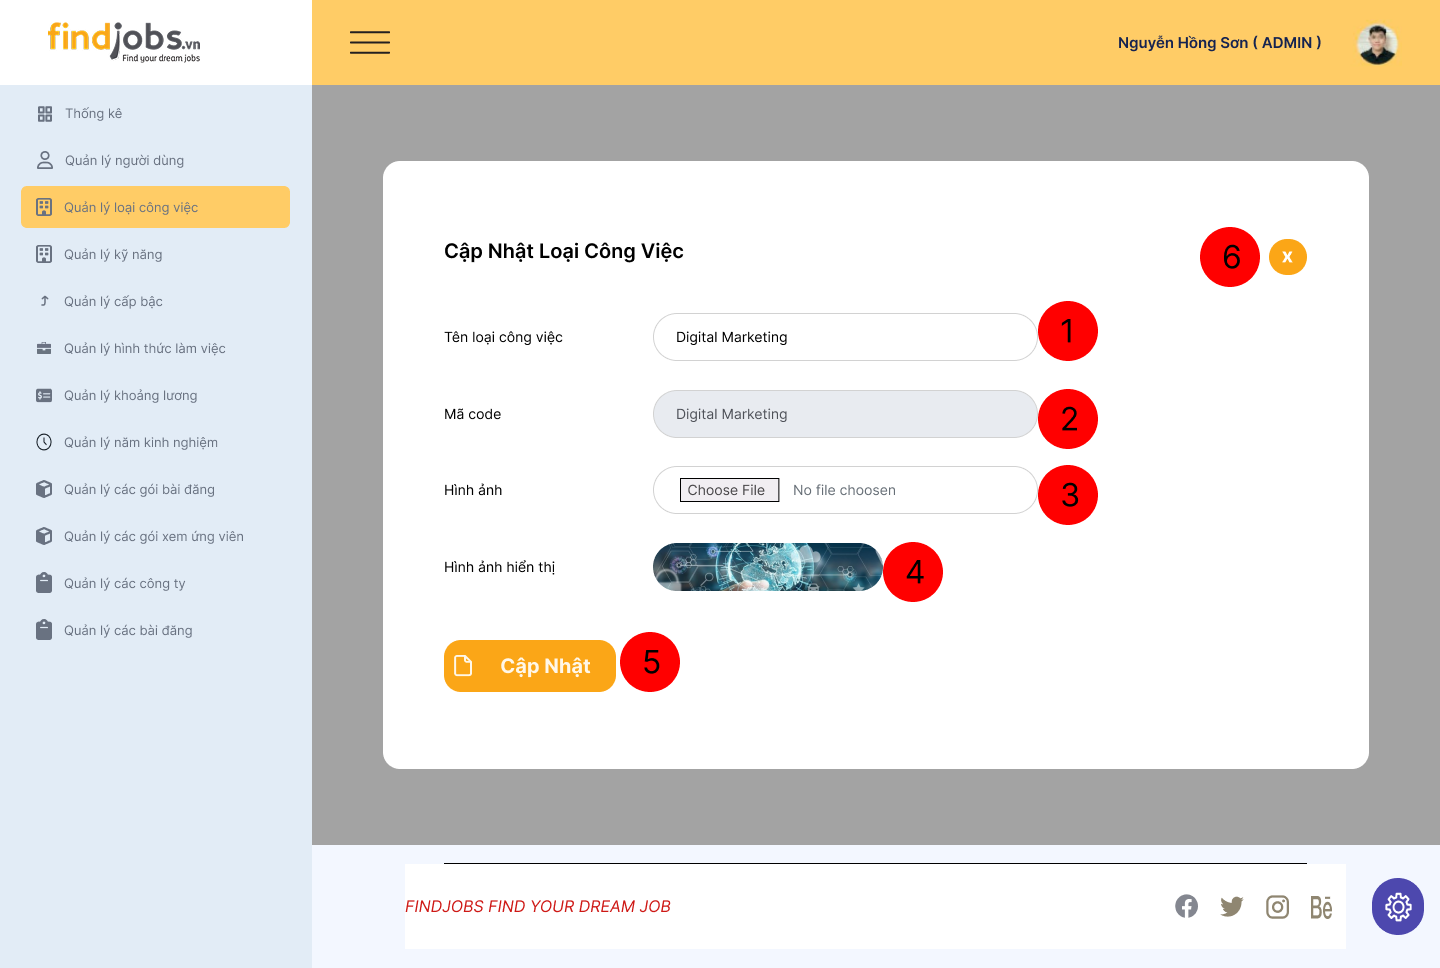 findjobs.vn
Find your dream jobs
Nguyễn Hồng Sơn ( ADMIN )
Thống kê
Quản lý người dùng
Quản lý loại công việc
Quản lý kỹ năng
Quản lý cấp bậc
Quản lý hình thức làm việc
Quản lý khoảng lương
Quản lý năm kinh nghiệm
Quản lý các gói bài đăng
Quản lý các gói xem ứng viên
Quản lý các công ty
Quản lý các bài đăng
Cập Nhật Loại Công Việc
6
X
Tên loại công việc
Digital Marketing
1
Mã code
Digital Marketing
2
Hình ảnh
Choose File
No file choosen
3
Hình ảnh hiển thị
4
Cập Nhật
5
FINDJOBS FIND YOUR DREAM JOB